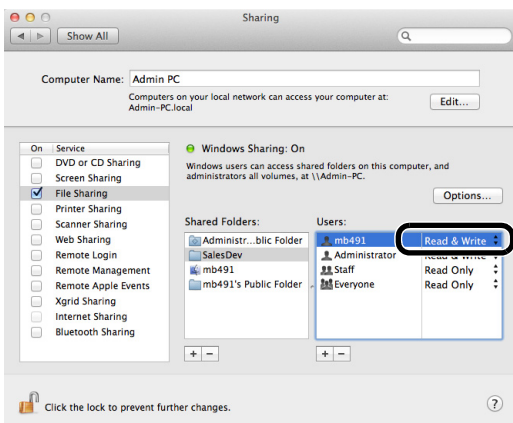 Sharing
Show All
Computer Name: Admin PC
Computers on your local network can access your computer at:
Admin-PC.local
Edit...
On Service
DVD or CD Sharing
Screen Sharing
File Sharing
Printer Sharing
Scanner Sharing
Web Sharing
Remote Login
Remote Management
Remote Apple Events
Xgrid Sharing
Internet Sharing
Bluetooth Sharing
Windows Sharing: On
Windows users can access shared folders on this computer, and
administrators all volumes, at \\Admin-PC.
Options...
Shared Folders:
Administr...blic Folder
SalesDev
mb491
mb491's Public Folder
+ −
Users:
mb491 Read & Write
Administrator Read & Write
Staff Read Only
Everyone Read Only
+ −
Click the lock to prevent further changes.
?